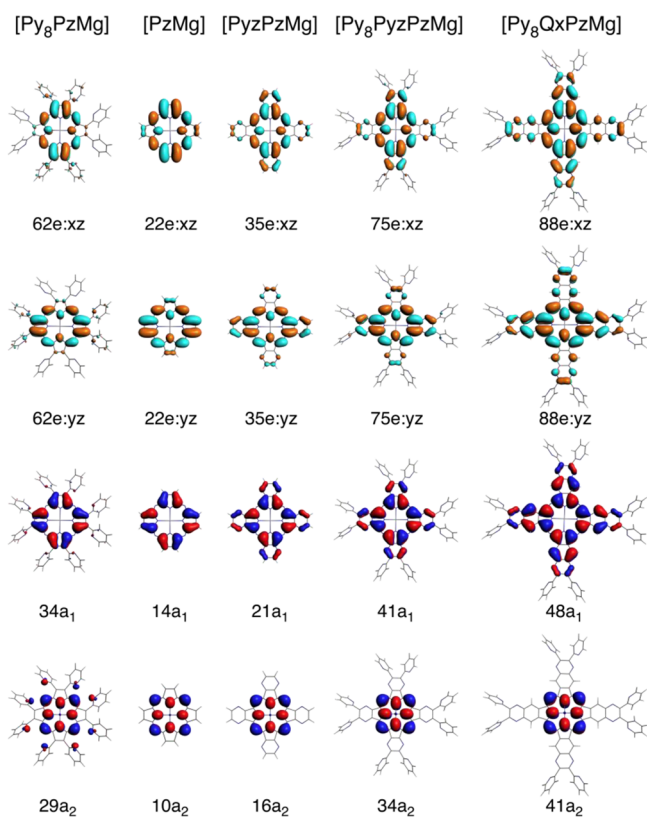 [Py₈PzMg] [PzMg] [PyzPzMg] [Py₈PyzPzMg] [Py₈QxPzMg]
62e:xz 22e:xz 35e:xz 75e:xz 88e:xz
62e:yz 22e:yz 35e:yz 75e:yz 88e:yz
34a₁ 14a₁ 21a₁ 41a₁ 48a₁
29a₂ 10a₂ 16a₂ 34a₂ 41a₂